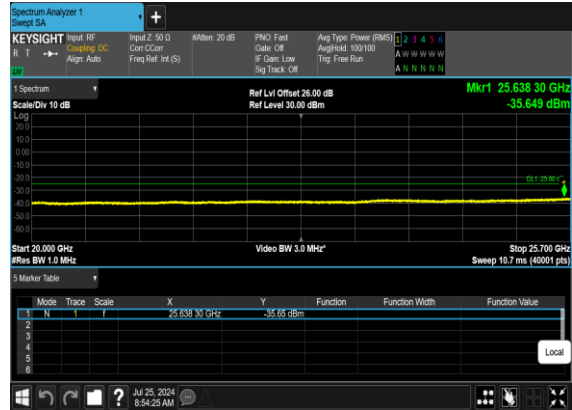 Spectrum Analyzer 1
Swept SA
+
KEYSIGHT Input: RF Input Z: 50 Ω #Atten: 20 dB PNO: Fast Avg Type: Power (RMS) 1 2 3 4 5 6
R T Coupling: DC Corr CCorr Gate: Off Avg|Hold: 100/100 A W W W W W
Align: Auto Freq Ref: Int (S) IF Gain: Low Trig: Free Run
Sig Track: Off A N N N N N
1 Spectrum Ref Lvl Offset 26.00 dB Mkr1 25.638 30 GHz
Scale/Div 10 dB Ref Level 30.00 dBm -35.649 dBm
Log
20.0
10.0
0.00
-10.0
-20.0
-30.0
-40.0
-50.0
-60.0
Start 20.000 GHz Video BW 3.0 MHz* Stop 25.700 GHz
#Res BW 1.0 MHz Sweep 10.7 ms (40001 pts)
5 Marker Table
Mode Trace Scale X Y Function Function Width Function Value
1 N 1 f 25.638 30 GHz -35.65 dBm
2
3
4
5
6
Local
? Jul 25, 2024
8:54:25 AM